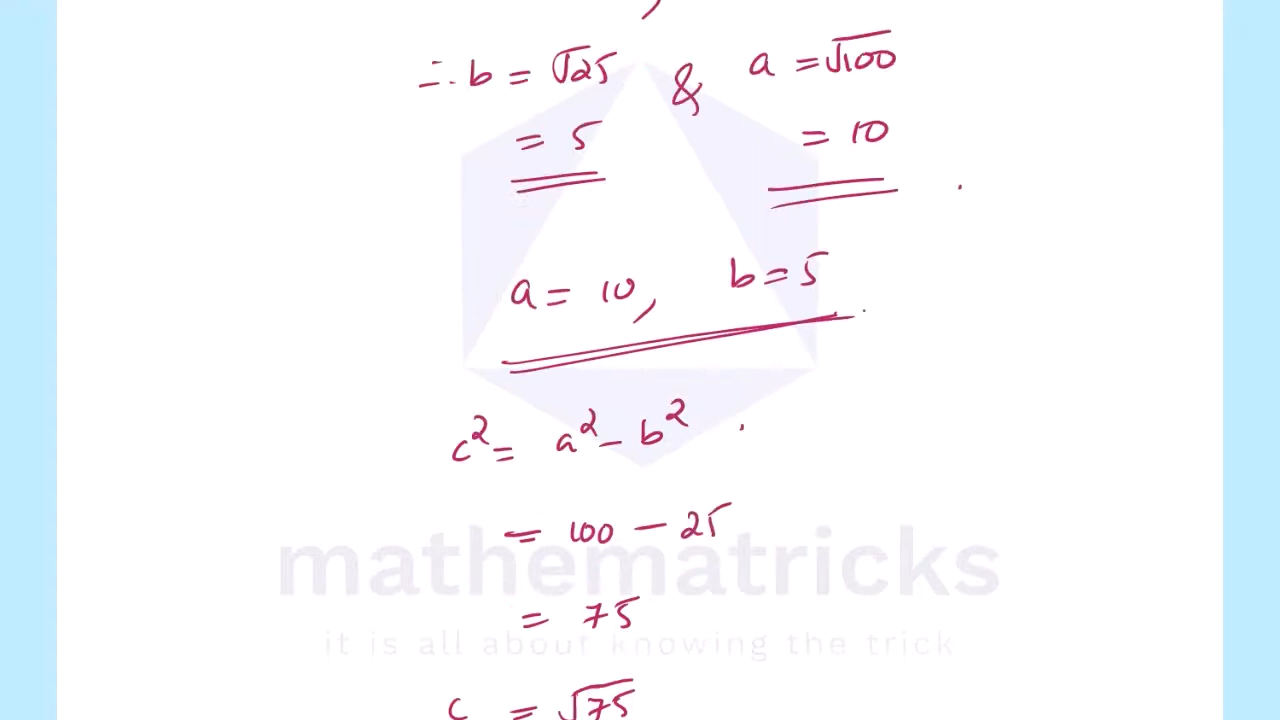 ∴ b = √25 & a = √100
= 5 = 10
a = 10, b = 5
c² = a² - b²
= 100 - 25
mathematricks
= 75
it is all about knowing the trick
c = √75